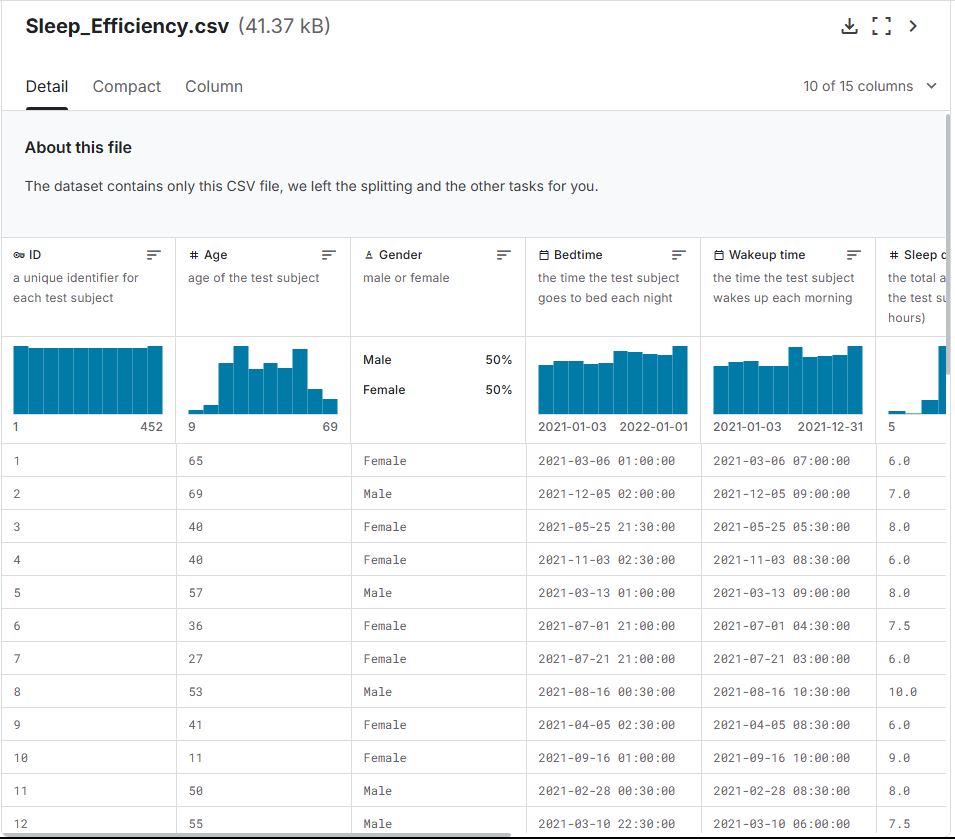 Sleep_Efficiency.csv (41.37 kB)
Detail Compact Column 10 of 15 columns
About this file
The dataset contains only this CSV file, we left the splitting and the other tasks for you.
ID # Age Gender Bedtime Wakeup time # Sleep
a unique identifier for age of the test subject male or female the time the test subject the time the test subject the total
each test subject goes to bed each night wakes up each morning the test
hours)
Male 50%
Female 50%
1 452 9 69 2021-01-03 2022-01-01 2021-01-03 2021-12-31 5
1 65 Female 2021-03-06 01:00:00 2021-03-06 07:00:00 6.0
2 69 Male 2021-12-05 02:00:00 2021-12-05 09:00:00 7.0
3 40 Female 2021-05-25 21:30:00 2021-05-25 05:30:00 8.0
4 40 Female 2021-11-03 02:30:00 2021-11-03 08:30:00 6.0
5 57 Male 2021-03-13 01:00:00 2021-03-13 09:00:00 8.0
6 36 Female 2021-07-01 21:00:00 2021-07-01 04:30:00 7.5
7 27 Female 2021-07-21 21:00:00 2021-07-21 03:00:00 6.0
8 53 Male 2021-08-16 00:30:00 2021-08-16 10:30:00 10.0
9 41 Female 2021-04-05 02:30:00 2021-04-05 08:30:00 6.0
10 11 Female 2021-09-16 01:00:00 2021-09-16 10:00:00 9.0
11 50 Male 2021-02-28 00:30:00 2021-02-28 08:30:00 8.0
12 55 Male 2021-03-10 22:30:00 2021-03-10 06:00:00 7.5